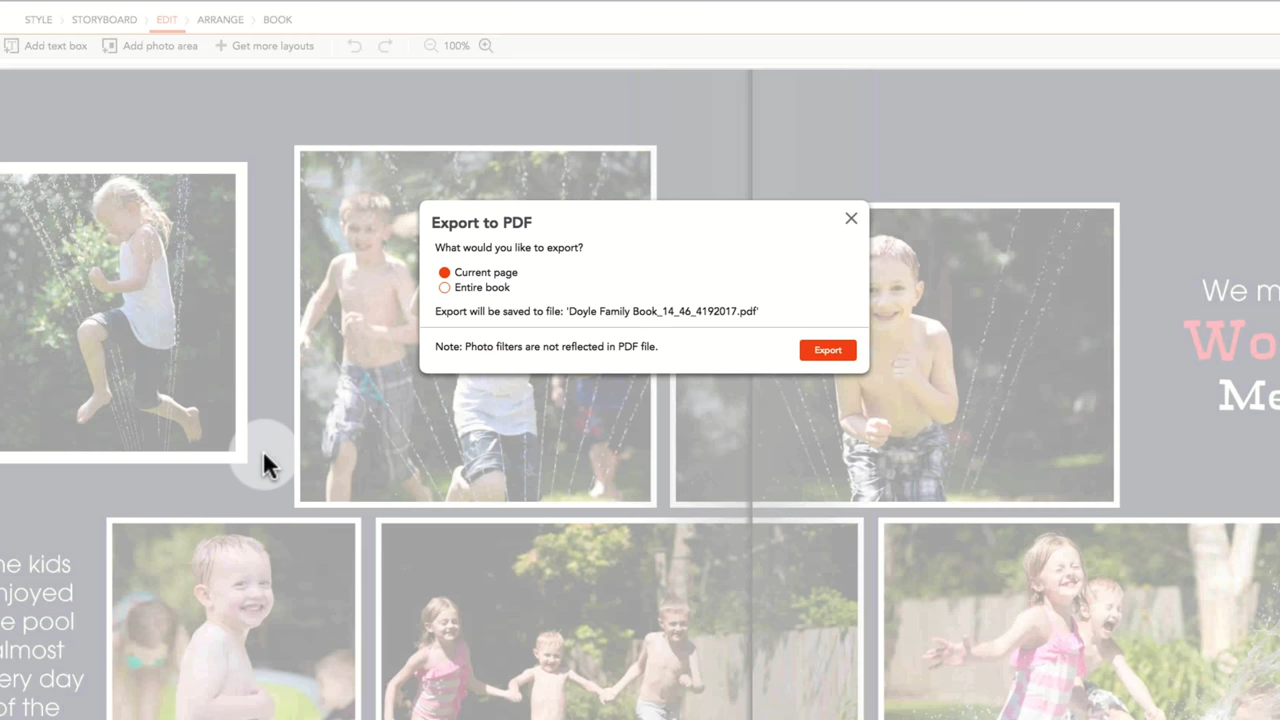 STYLE STORYBOARD EDIT ARRANGE BOOK
Add text box Add photo area Get more layouts 100%
Export to PDF
What would you like to export?
Current page
Entire book
Export will be saved to file: 'Doyle Family Book_14_46_4192017.pdf'
Note: Photo filters are not reflected in PDF file.
Export
We m
Wo
Me
ne kids
njoyed
e pool
almost
ery day
of the